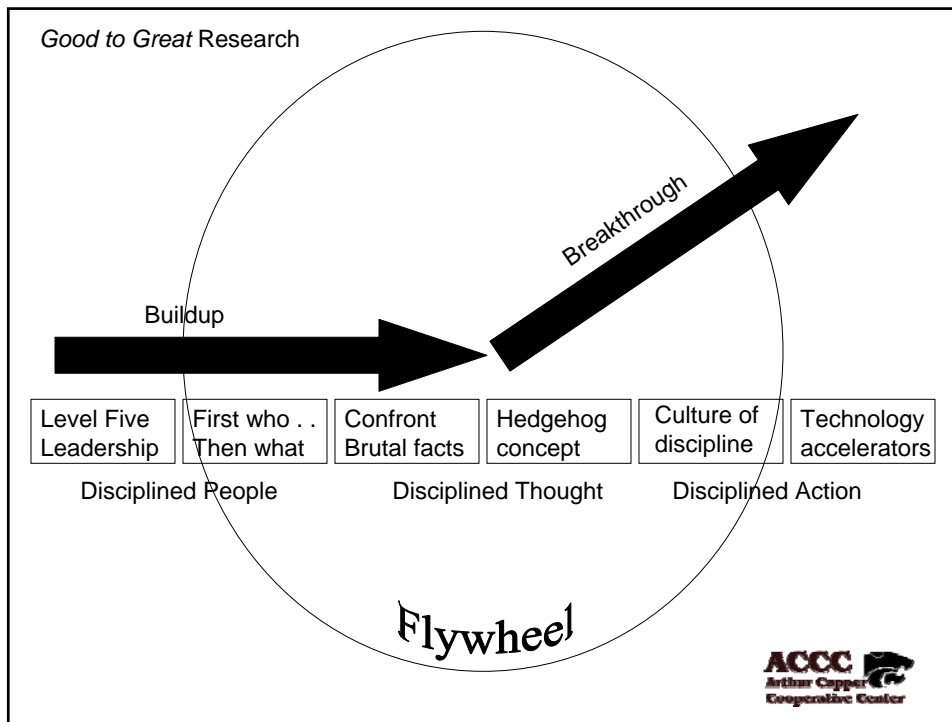 Good to Great Research
Breakthrough
Buildup
Level Five
Leadership
First who . .
Then what
Confront
Brutal facts
Hedgehog
concept
Culture of
discipline
Technology
accelerators
Disciplined People
Disciplined Thought
Disciplined Action
Flywheel
ACCC
Arthur Capper
Cooperative Center